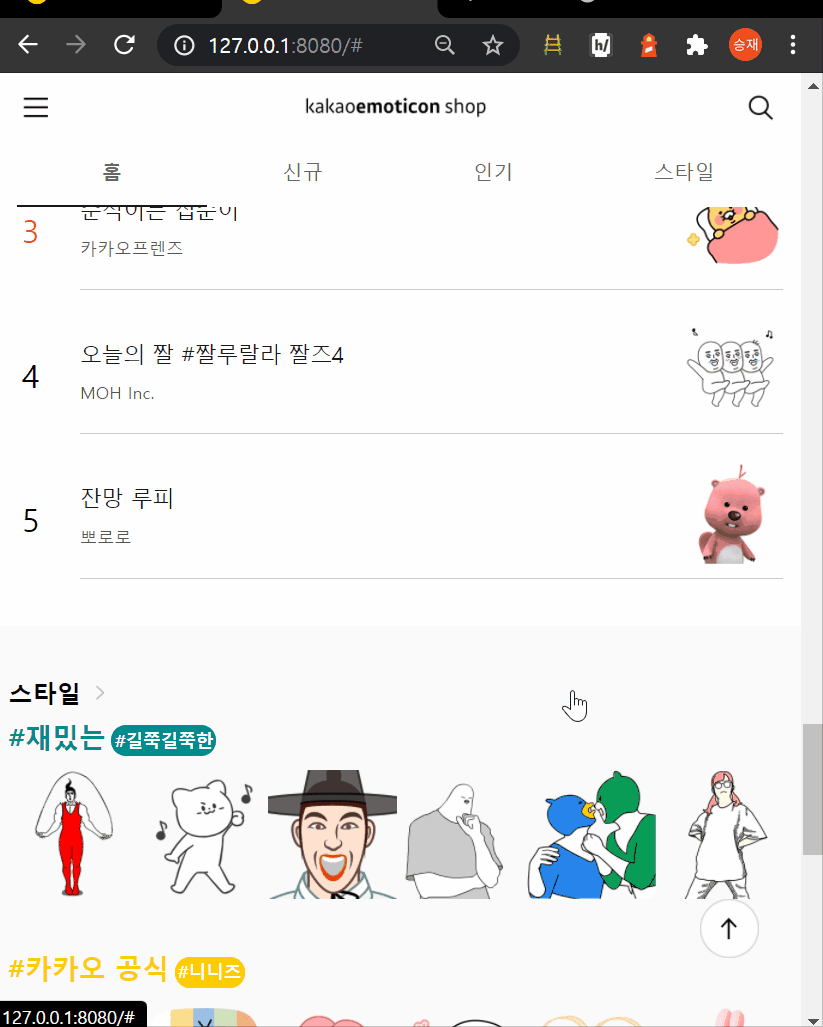 127.0.0.1:8080/#
h/
승재
kakaoemoticon shop
홈 신규 인기 스타일
3
카카오프렌즈
4
오늘의 짤 #짤루랄라 짤즈4
MOH Inc.
5
잔망 루피
뽀로로
스타일
#재밌는 #길쭉길쭉한
#카카오 공식 #니니즈
127.0.0.1:8080/#